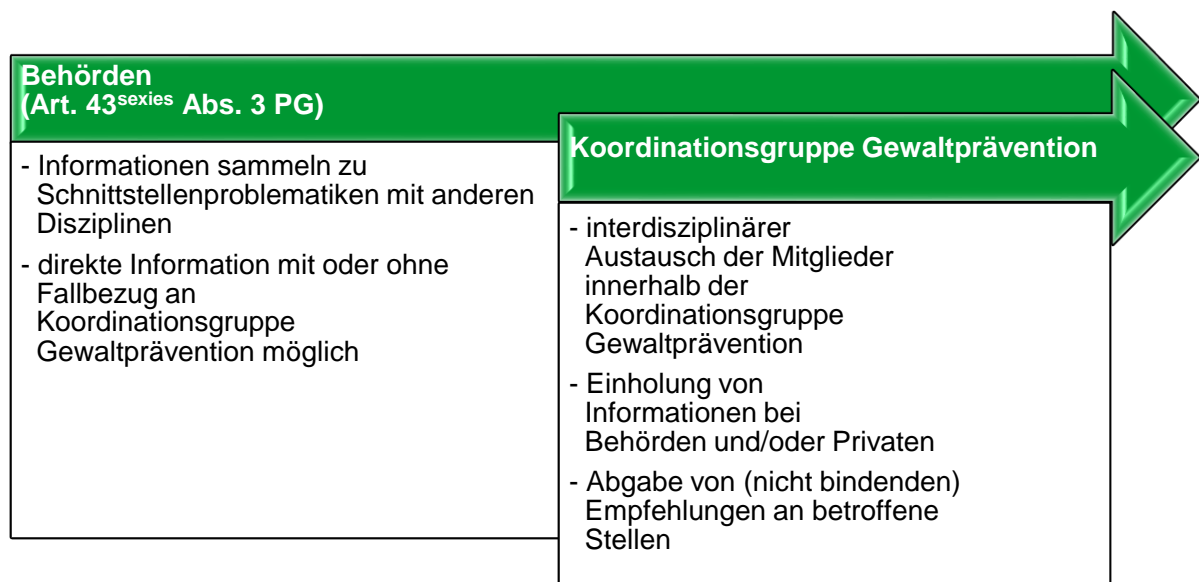 Behörden
(Art. 43sexies Abs. 3 PG)
- Informationen sammeln zu
Schnittstellenproblematiken mit anderen
Disziplinen
- direkte Information mit oder ohne
Fallbezug an
Koordinationsgruppe
Gewaltprävention möglich
Koordinationsgruppe Gewaltprävention
- interdisziplinärer
Austausch der Mitglieder
innerhalb der
Koordinationsgruppe
Gewaltprävention
- Einholung von
Informationen bei
Behörden und/oder Privaten
- Abgabe von (nicht bindenden)
Empfehlungen an betroffene
Stellen